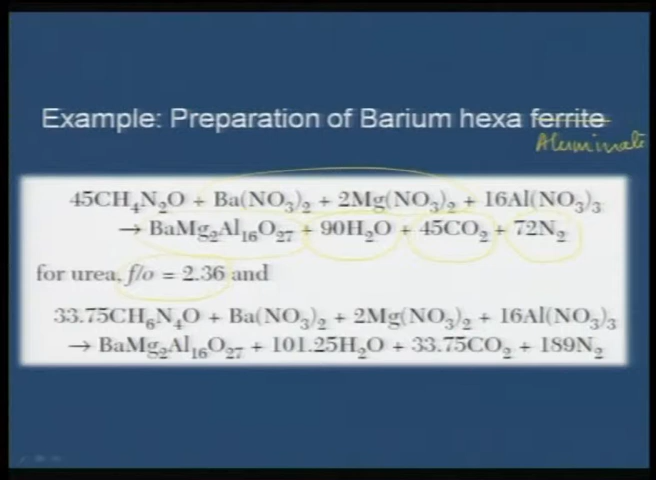 Example: Preparation of Barium hexa ferrite
Aluminate
45CH₄N₂O + Ba(NO₃)₂ + 2Mg(NO₃)₂ + 16Al(NO₃)₃
→ BaMg₂Al₁₆O₂₇ + 90H₂O + 45CO₂ + 72N₂
for urea, f/o = 2.36 and
33.75CH₆N₄O + Ba(NO₃)₂ + 2Mg(NO₃)₂ + 16Al(NO₃)₃
→ BaMg₂Al₁₆O₂₇ + 101.25H₂O + 33.75CO₂ + 189N₂